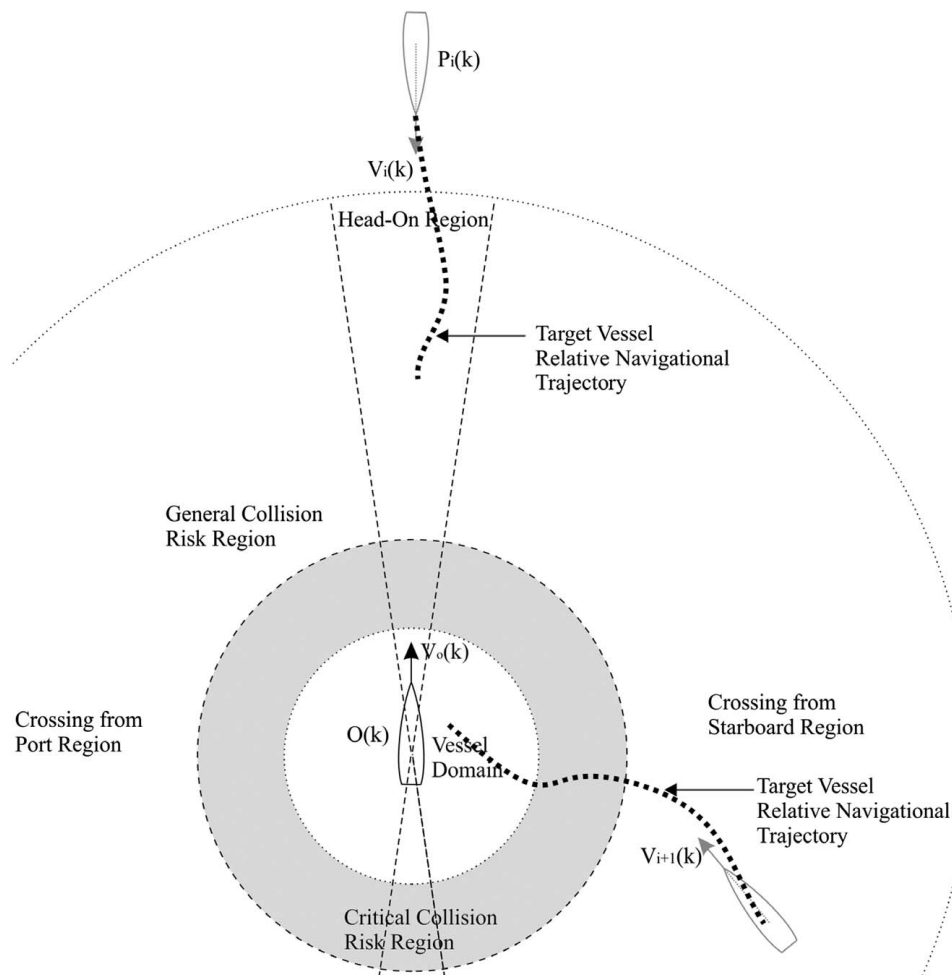 Pi(k)
Vi(k)
Head-On Region
Target Vessel
Relative Navigational
Trajectory
General Collision
Risk Region
Vo(k)
Crossing from
Port Region
O(k)
Vessel
Domain
Crossing from
Starboard Region
Target Vessel
Relative Navigational
Trajectory
Vi+1(k)
Critical Collision
Risk Region